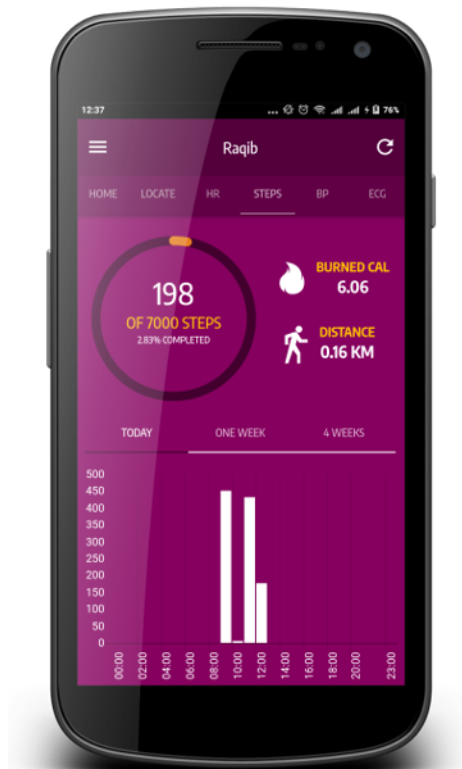 12:37 ... 76%
Raqib
HOME LOCATE HR STEPS BP ECG
198
OF 7000 STEPS
2.83% COMPLETED
BURNED CAL
6.06
DISTANCE
0.16 KM
TODAY ONE WEEK 4 WEEKS
500
450
400
350
300
250
200
150
100
50
0
00:00 02:00 04:00 06:00 08:00 10:00 12:00 14:00 16:00 18:00 20:00 23:00